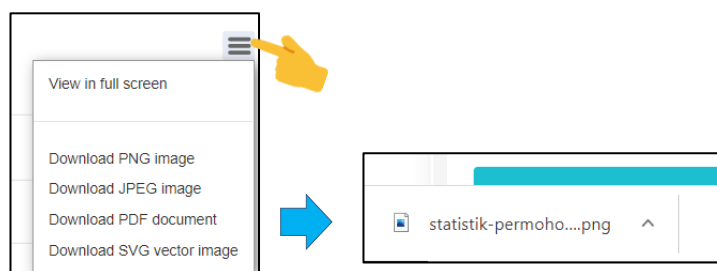 View in full screen
Download PNG image
Download JPEG image
Download PDF document
Download SVG vector image
statistik-permoho....png